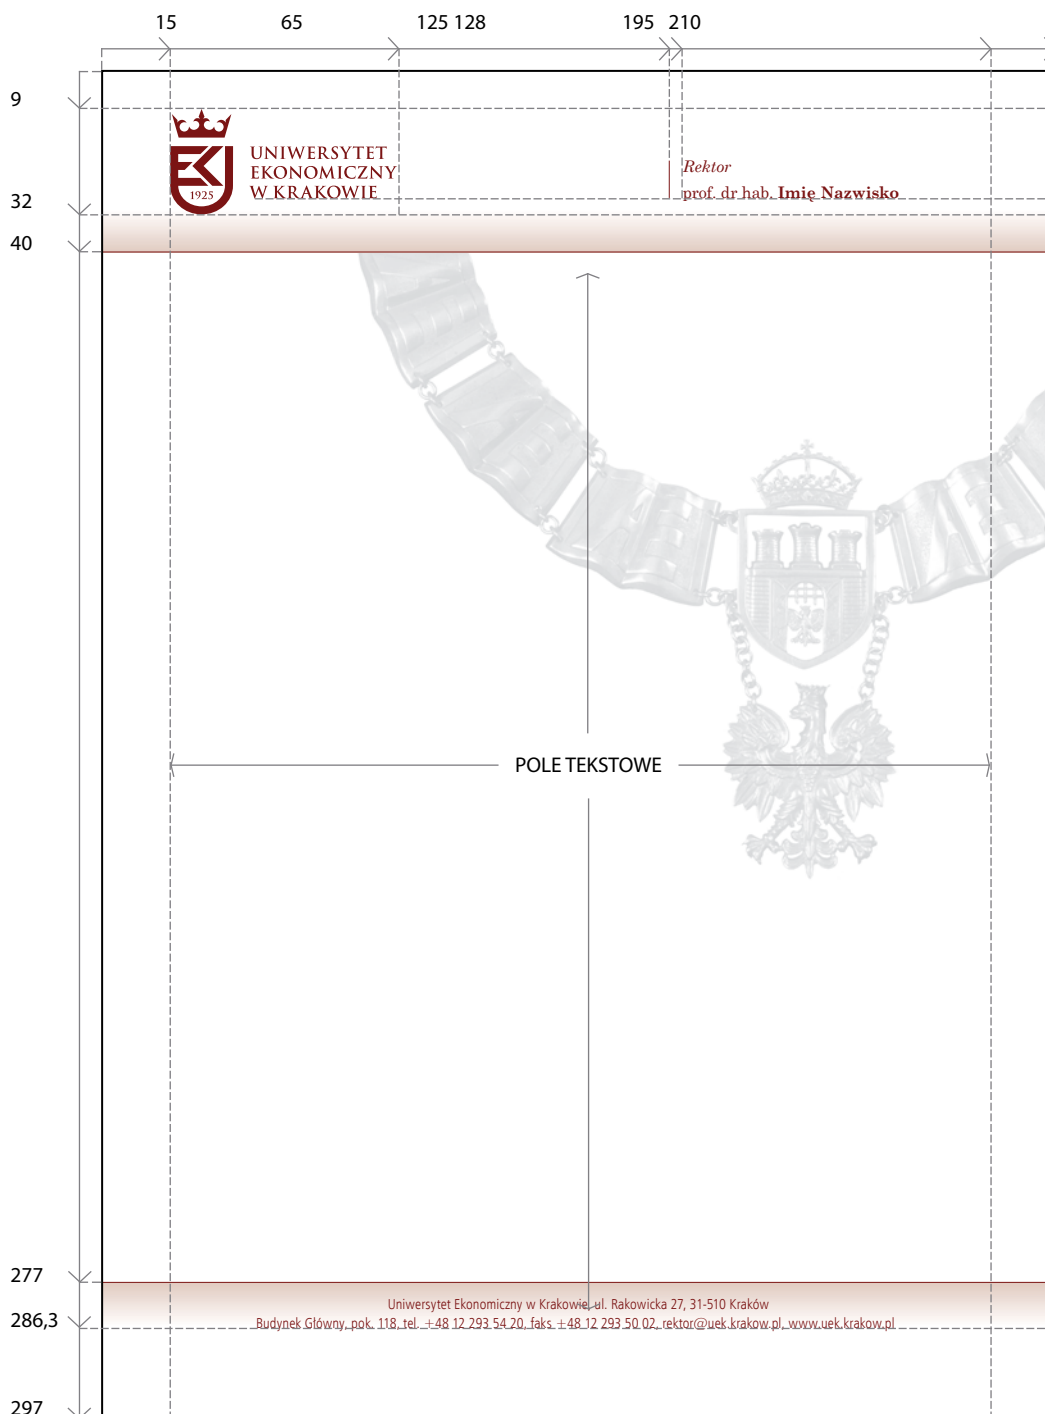 15 65 125 128 195 210
9
UNIWERSYTET
EKONOMICZNY
W KRAKOWIE
1925
Rektor
prof. dr hab. Imię Nazwisko
32
40
POLE TEKSTOWE
277
Uniwersytet Ekonomiczny w Krakowie, ul. Rakowicka 27, 31-510 Kraków
286,3
Budynek Główny, pok. 118, tel. +48 12 293 54 20, faks +48 12 293 50 02, rektor@uek.krakow.pl, www.uek.krakow.pl
297